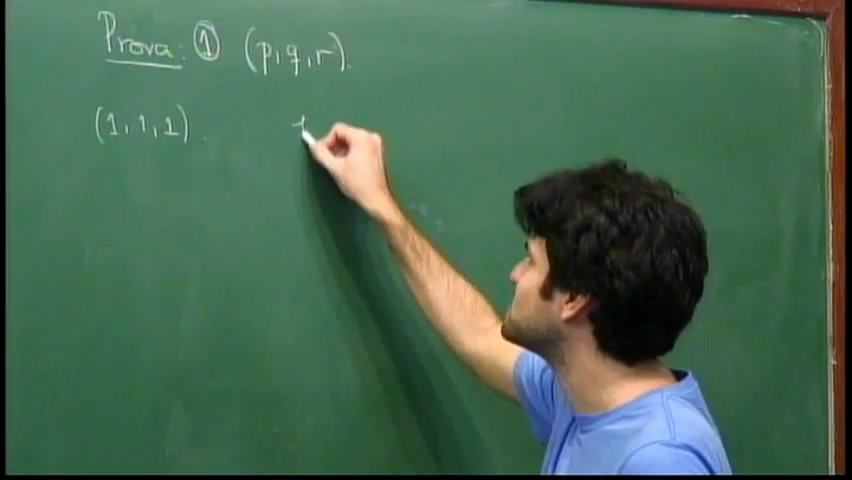 Prova: ① (p,q,r).
(1,1,1).